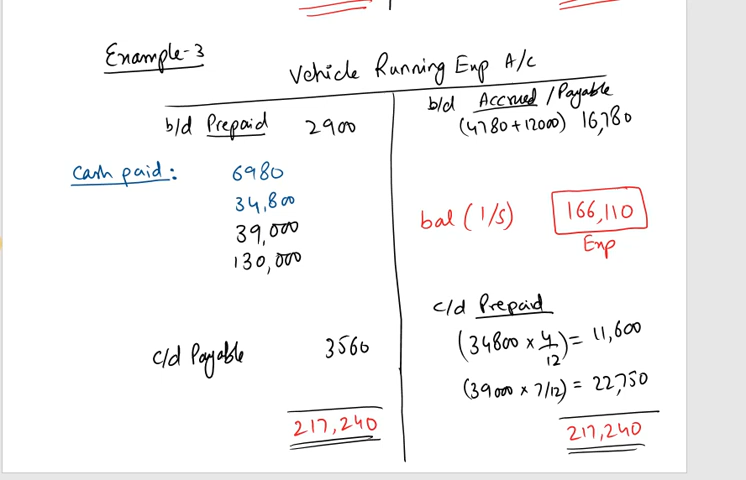 Example-3
Vehicle Running Exp A/c
b/d Prepaid 2900
b/d Accrued / Payable
(4780+12000) 16,780
Cash paid: 6980
34,800
39,000
130,000
bal (I/S) 166,110
Exp
c/d Prepaid
(34800 x 4/12) = 11,600
(39000 x 7/12) = 22,750
c/d Payable 3560
217,240
217,240